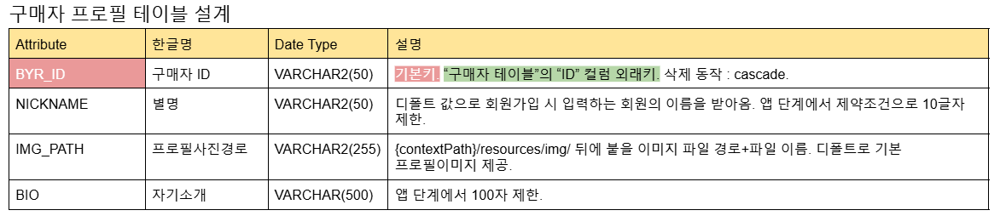 구매자 프로필 테이블 설계
Attribute 한글명 Date Type 설명
BYR_ID 구매자 ID VARCHAR2(50) 기본키. “구매자 테이블”의 “ID” 컬럼 외래키. 삭제 동작 : cascade.
NICKNAME 별명 VARCHAR2(50) 디폴트 값으로 회원가입 시 입력하는 회원의 이름을 받아옴. 앱 단계에서 제약조건으로 10글자
제한.
IMG_PATH 프로필사진경로 VARCHAR2(255) {contextPath}/resources/img/ 뒤에 붙을 이미지 파일 경로+파일 이름. 디폴트로 기본
프로필이미지 제공.
BIO 자기소개 VARCHAR(500) 앱 단계에서 100자 제한.